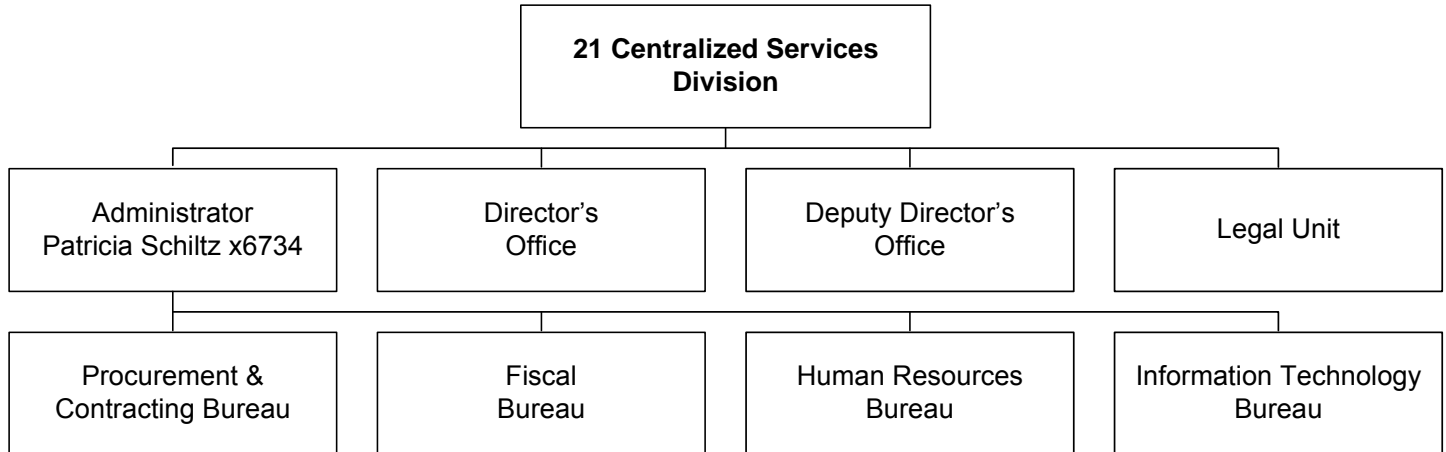 21 Centralized Services
Division
Administrator
Patricia Schiltz x6734
Director’s
Office
Deputy Director’s
Office
Legal Unit
Procurement &
Contracting Bureau
Fiscal
Bureau
Human Resources
Bureau
Information Technology
Bureau